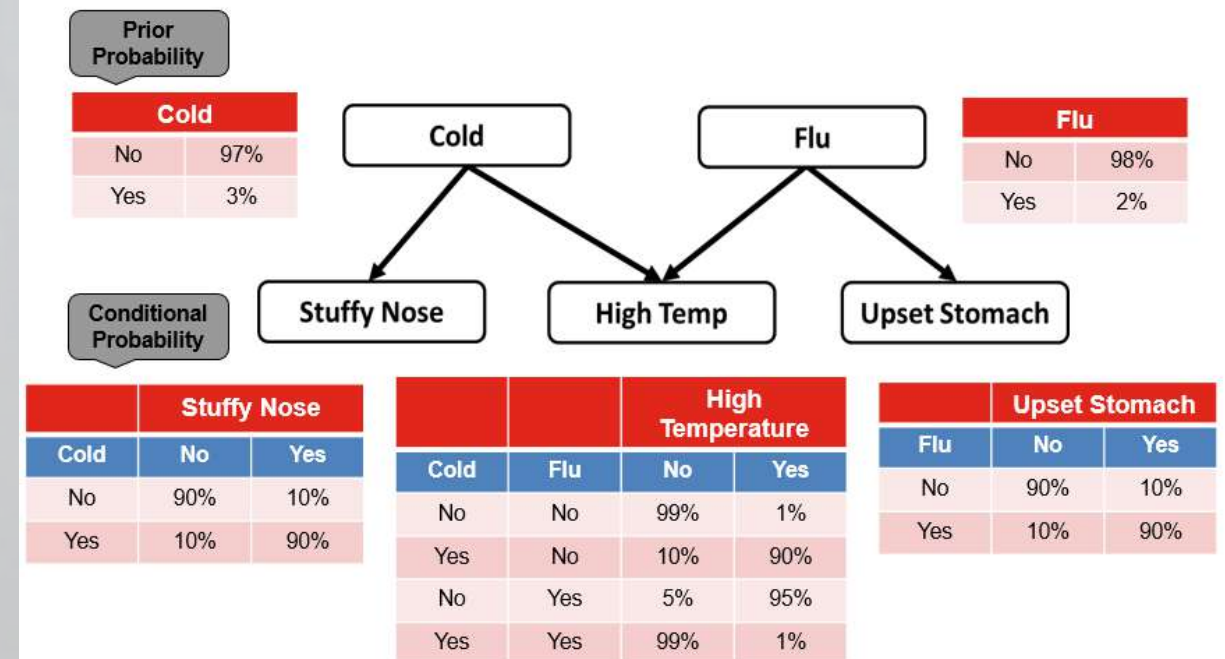 Prior
Probability
Cold
No 97%
Yes 3%
Cold
Flu
Flu
No 98%
Yes 2%
Stuffy Nose
High Temp
Upset Stomach
Conditional
Probability
Stuffy Nose
Cold No Yes
No 90% 10%
Yes 10% 90%
High
Temperature
Cold Flu No Yes
No No 99% 1%
Yes No 10% 90%
No Yes 5% 95%
Yes Yes 99% 1%
Upset Stomach
Flu No Yes
No 90% 10%
Yes 10% 90%